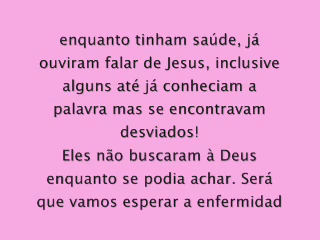 enquanto tinham saúde, já
ouviram falar de Jesus, inclusive
alguns até já conheciam a
palavra mas se encontravam
desviados!
Eles não buscaram à Deus
enquanto se podia achar. Será
que vamos esperar a enfermidad